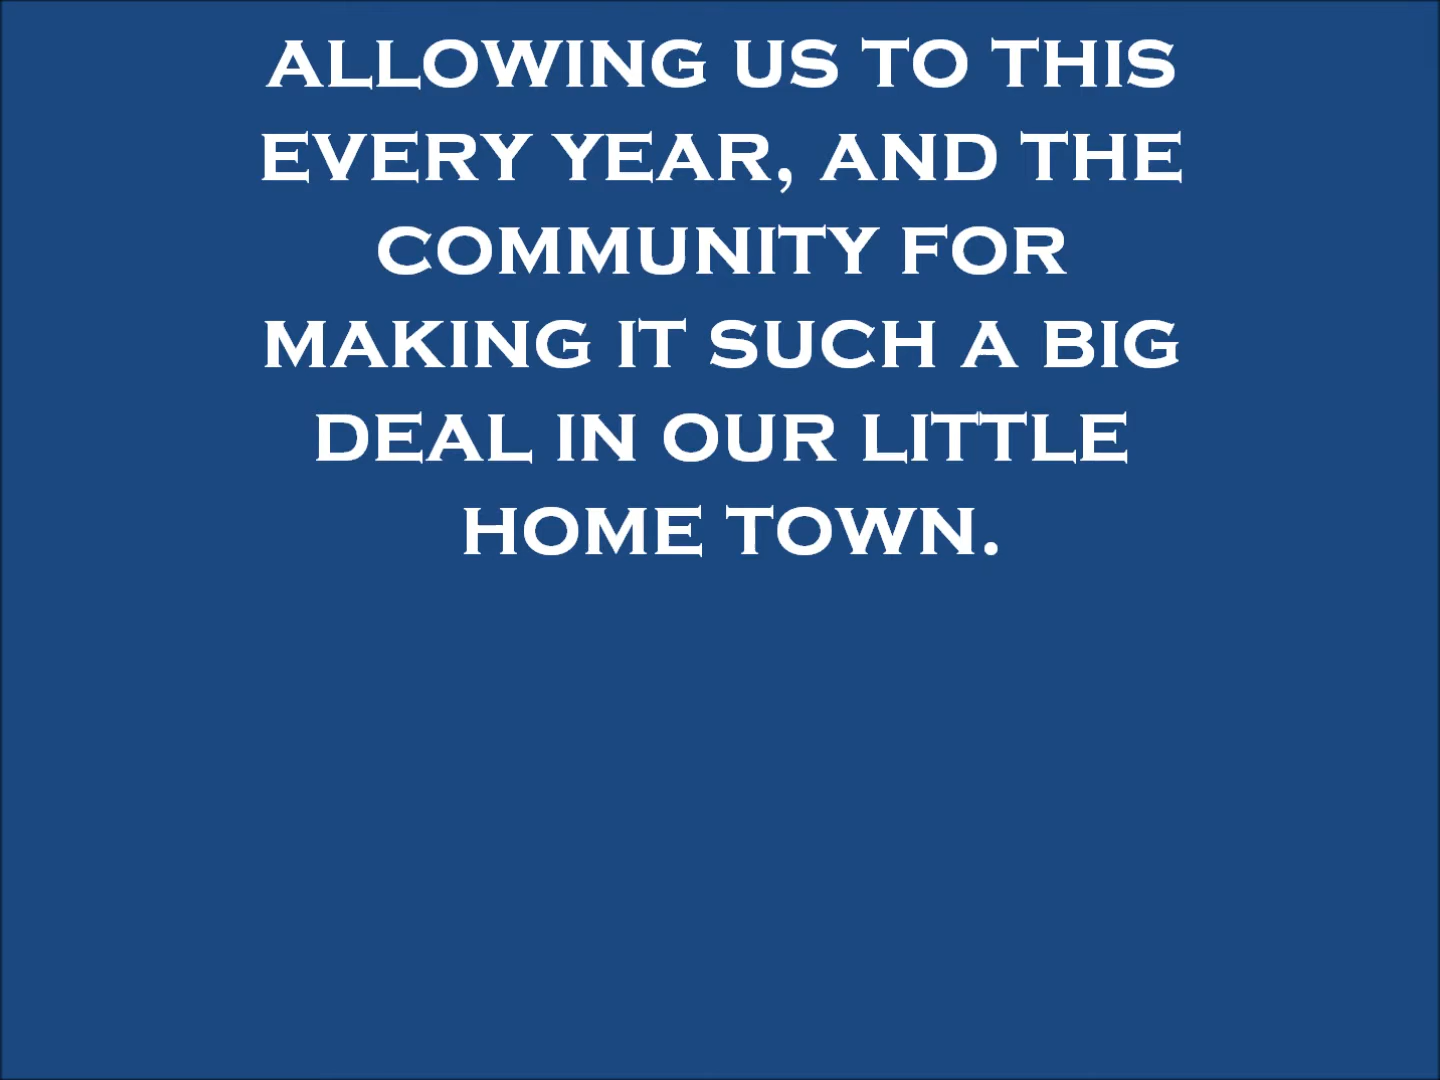 ALLOWING US TO THIS
EVERY YEAR, AND THE
COMMUNITY FOR
MAKING IT SUCH A BIG
DEAL IN OUR LITTLE
HOME TOWN.